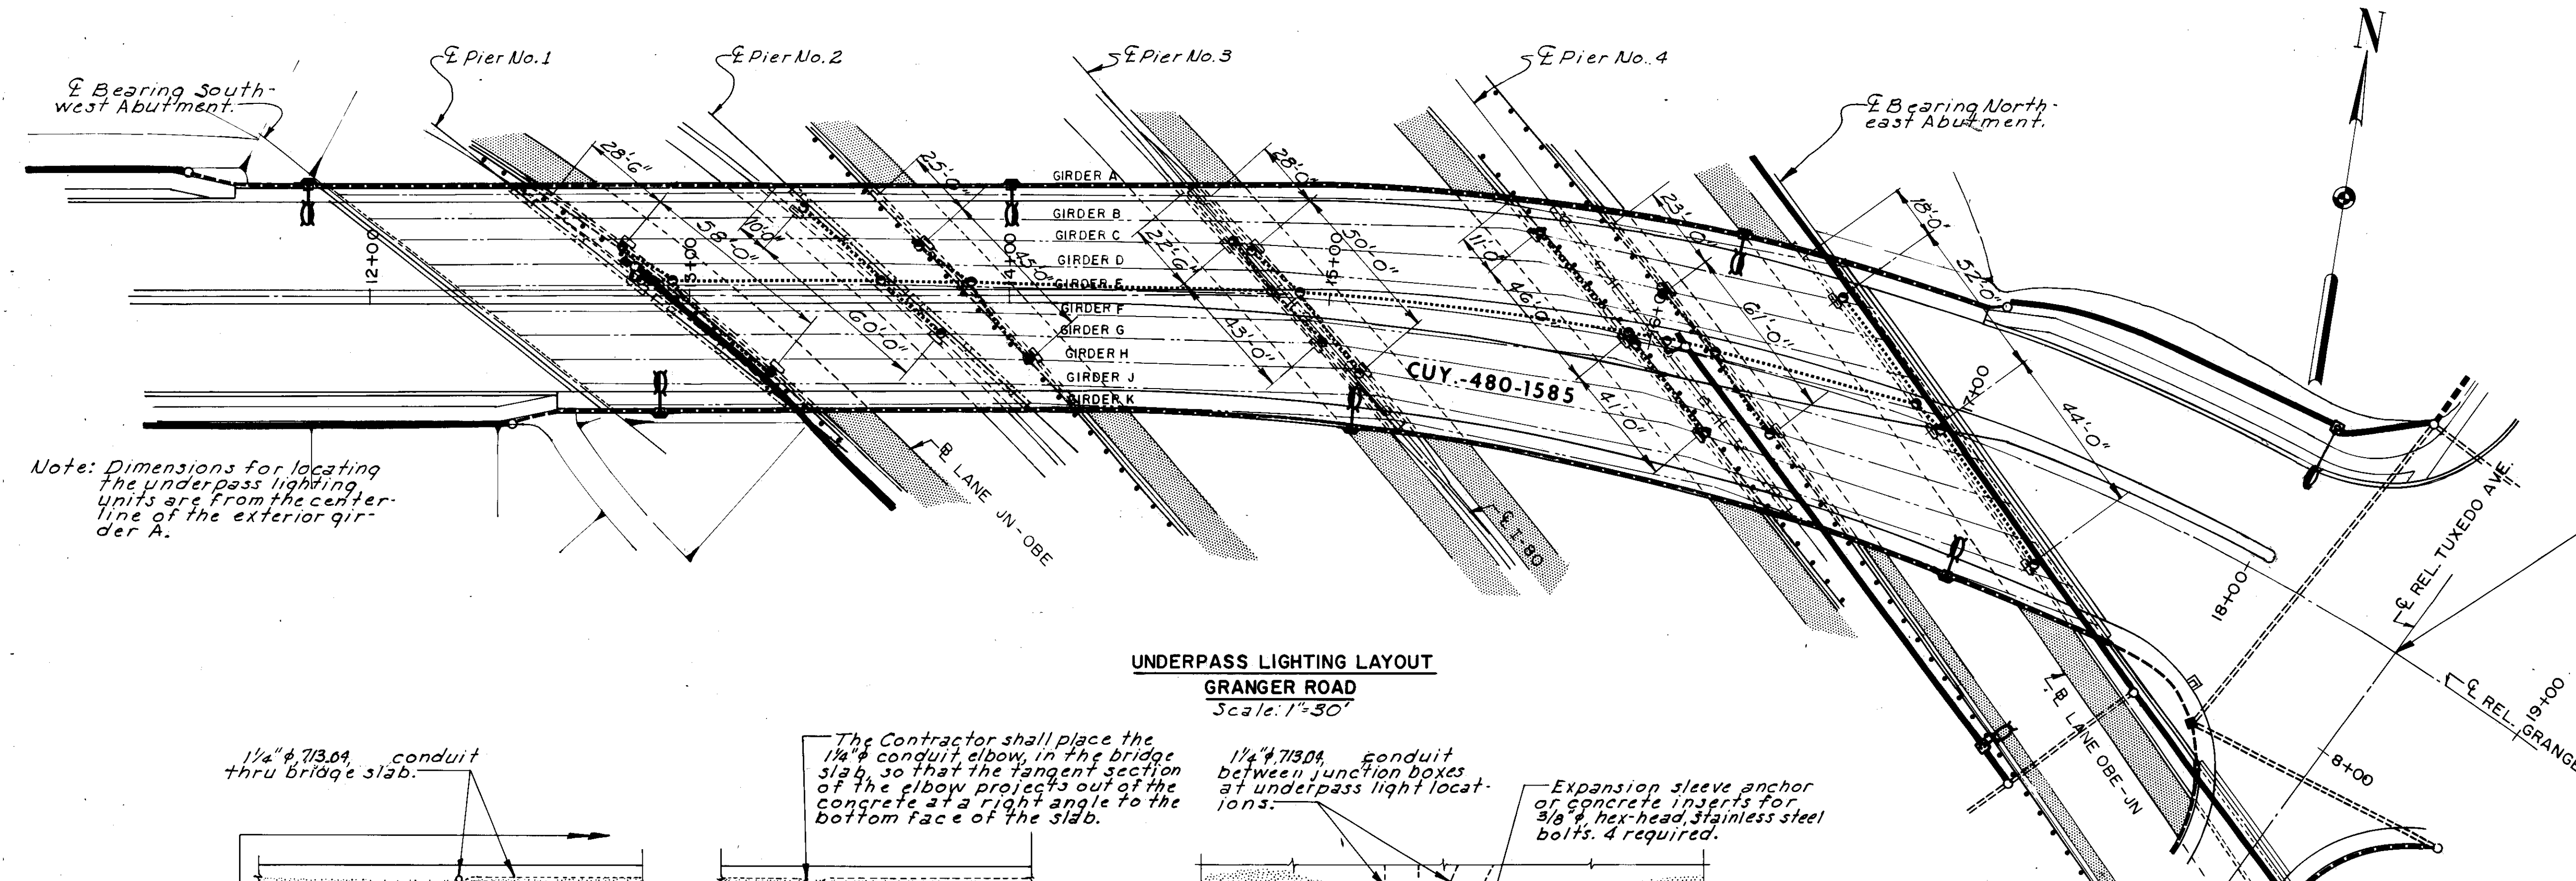 N
℄ Pier No.1
℄ Pier No.2
℄ Pier No.3
℄ Pier No. 4
℄ Bearing South-
west Abutment.
℄ Bearing North-
east Abutment.
28'-6"
25'-0"
28'-0"
23'-0"
18'-0"
GIRDER A
GIRDER B
GIRDER C
GIRDER D
GIRDER E
GIRDER F
GIRDER G
GIRDER H
GIRDER J
GIRDER K
12+00
13+00
14+00
15+00
16+00
17+00
18+00
19+00
8+00
58'-0"
10'-0"
60'-0"
45'-0"
22'-6"
43'-0"
50'-0"
11'-0"
46'-0"
41'-0"
61'-0"
52'-0"
44'-0"
CUY.-480-1585
Note: Dimensions for locating
the underpass lighting
units are from the center-
line of the exterior gir-
der A.
B LANE JN-OBE
℄ I-80
B LANE OBE-JN
℄ REL. TUXEDO AVE.
℄ REL. GRANGE
UNDERPASS LIGHTING LAYOUT
GRANGER ROAD
Scale: 1"=30'
1¼"φ, 713.04, conduit
thru bridge slab.
The Contractor shall place the
1¼"φ conduit elbow, in the bridge
slab, so that the tangent section
of the elbow projects out of the
concrete at a right angle to the
bottom face of the slab.
1¼"φ, 713.04, conduit
between junction boxes
at underpass light locat-
ions.
Expansion sleeve anchor
or concrete inserts for
3/8"φ, hex-head, stainless steel
bolts. 4 required.